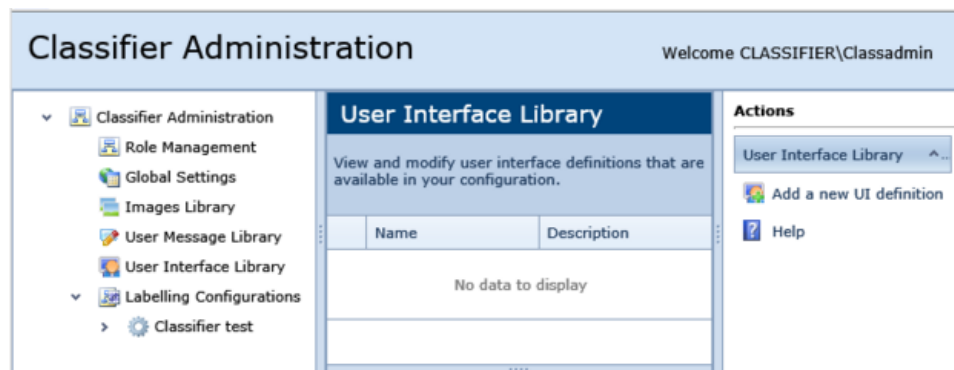 Classifier Administration
Welcome CLASSIFIER\Classadmin
Classifier Administration
Role Management
Global Settings
Images Library
User Message Library
User Interface Library
Labelling Configurations
Classifier test
User Interface Library
View and modify user interface definitions that are
available in your configuration.
Name Description
No data to display
Actions
User Interface Library
Add a new UI definition
Help